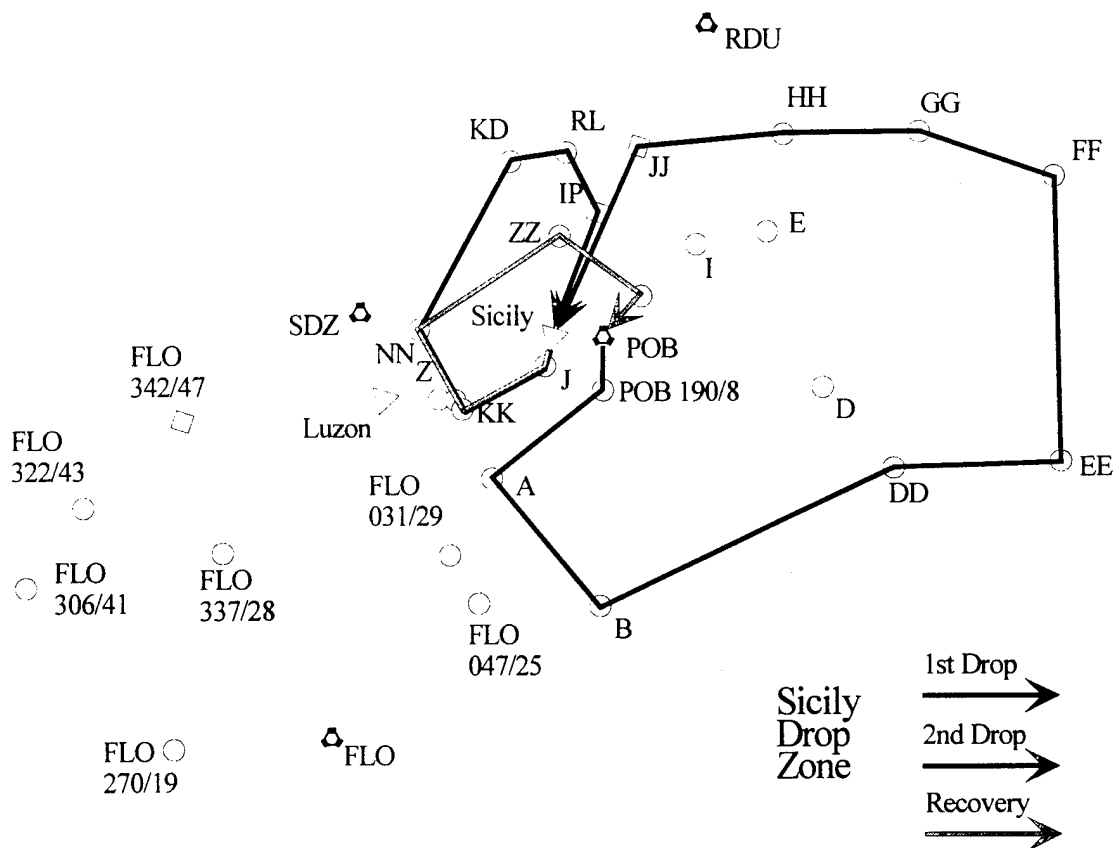 RDU
HH
GG
KD
RL
JJ
FF
IP
ZZ
E
I
SDZ
Sicily
NN
Z
POB
FLO
342/47
J
POB 190/8
D
Luzon
KK
FLO
322/43
A
FLO
031/29
DD
EE
FLO
306/41
FLO
337/28
B
FLO
047/25
Sicily
Drop
Zone
1st Drop
2nd Drop
Recovery
FLO
270/19
FLO